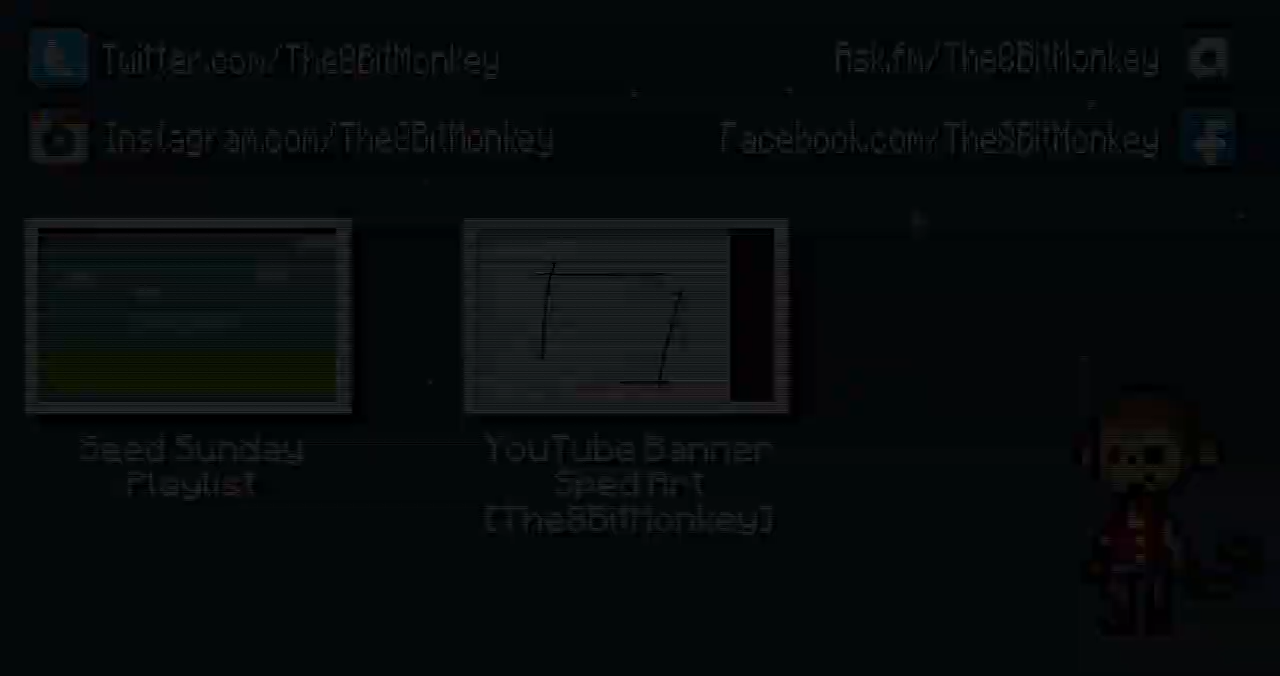 Twitter.com/The8BitMonkey
Ask.fm/The8BitMonkey
Instagram.com/The8BitMonkey
Facebook.com/The8BitMonkey
Seed Sunday
Playlist
YouTube Banner
Sped Art
[The8BitMonkey]